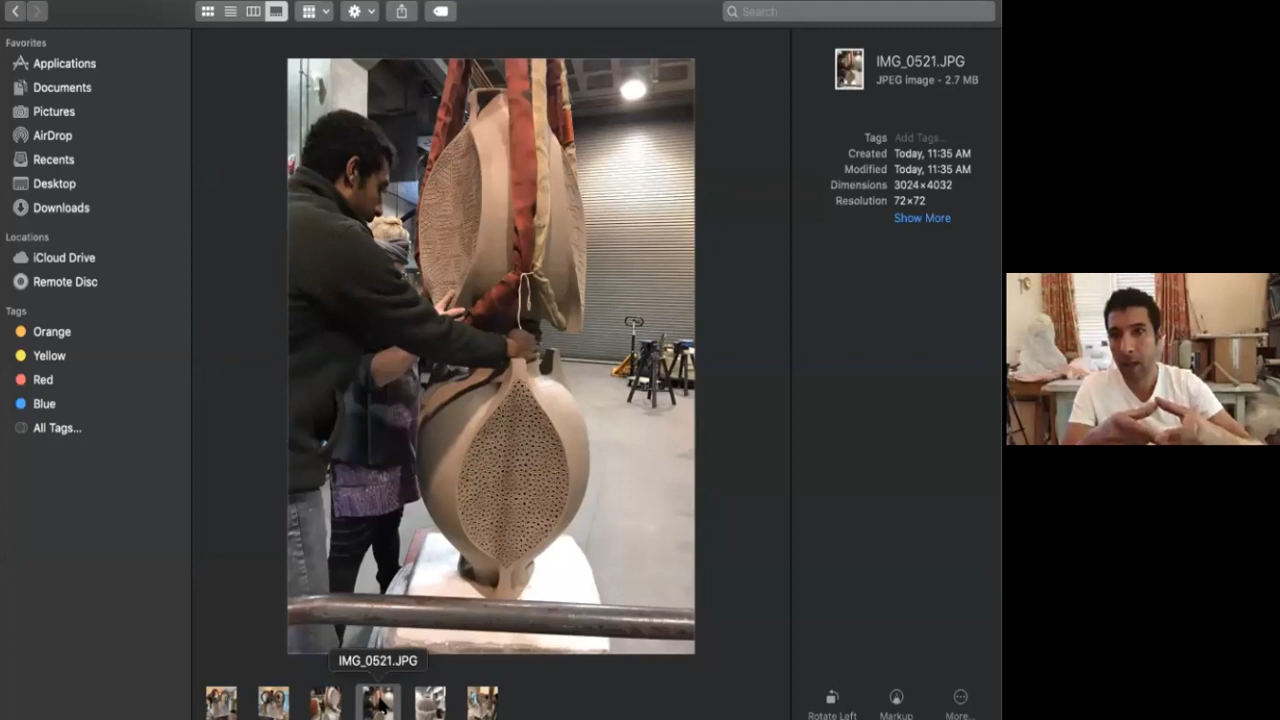 Search
Favorites
Applications
Documents
Pictures
AirDrop
Recents
Desktop
Downloads
Locations
iCloud Drive
Remote Disc
Tags
Orange
Yellow
Red
Blue
All Tags...
IMG_0521.JPG
IMG_0521.JPG
JPEG image - 2.7 MB
Tags Add Tags...
Created Today, 11:35 AM
Modified Today, 11:35 AM
Dimensions 3024×4032
Resolution 72×72
Show More
Rotate Left
Markup
More...